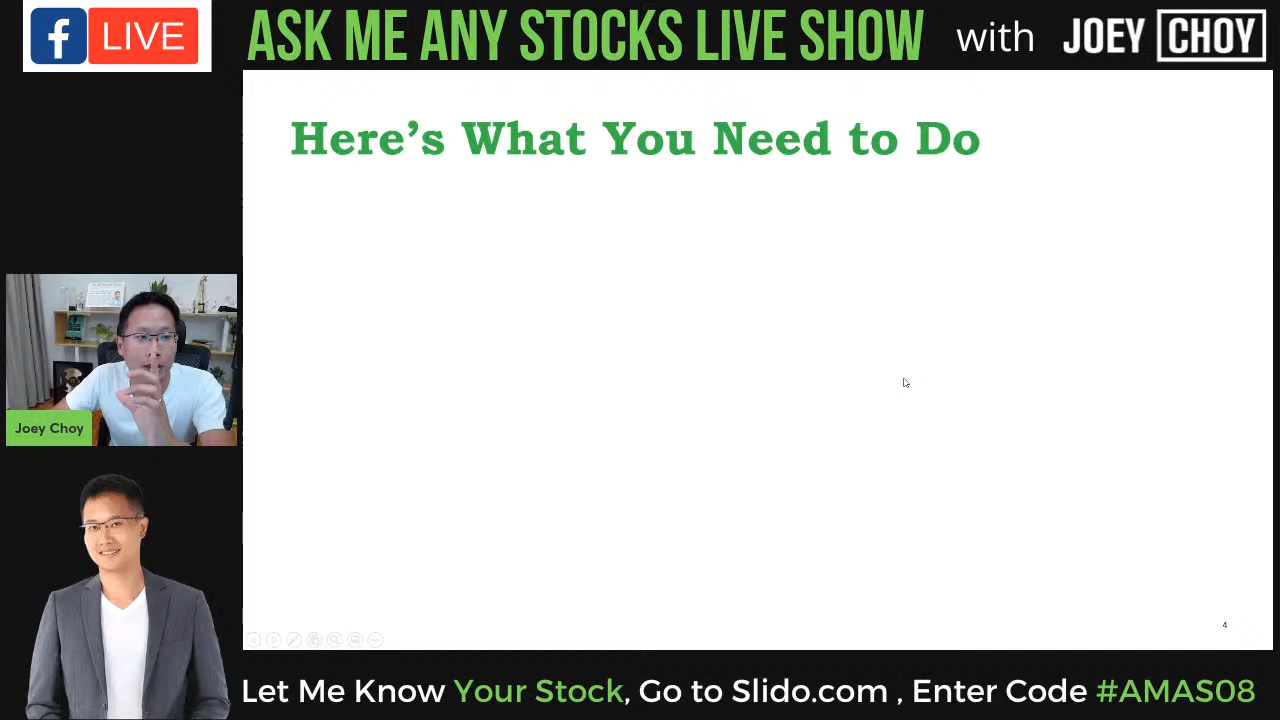 f LIVE
ASK ME ANY STOCKS LIVE SHOW with JOEY CHOY
Here’s What You Need to Do
Joey Choy
4
Let Me Know Your Stock, Go to Slido.com , Enter Code #AMAS08